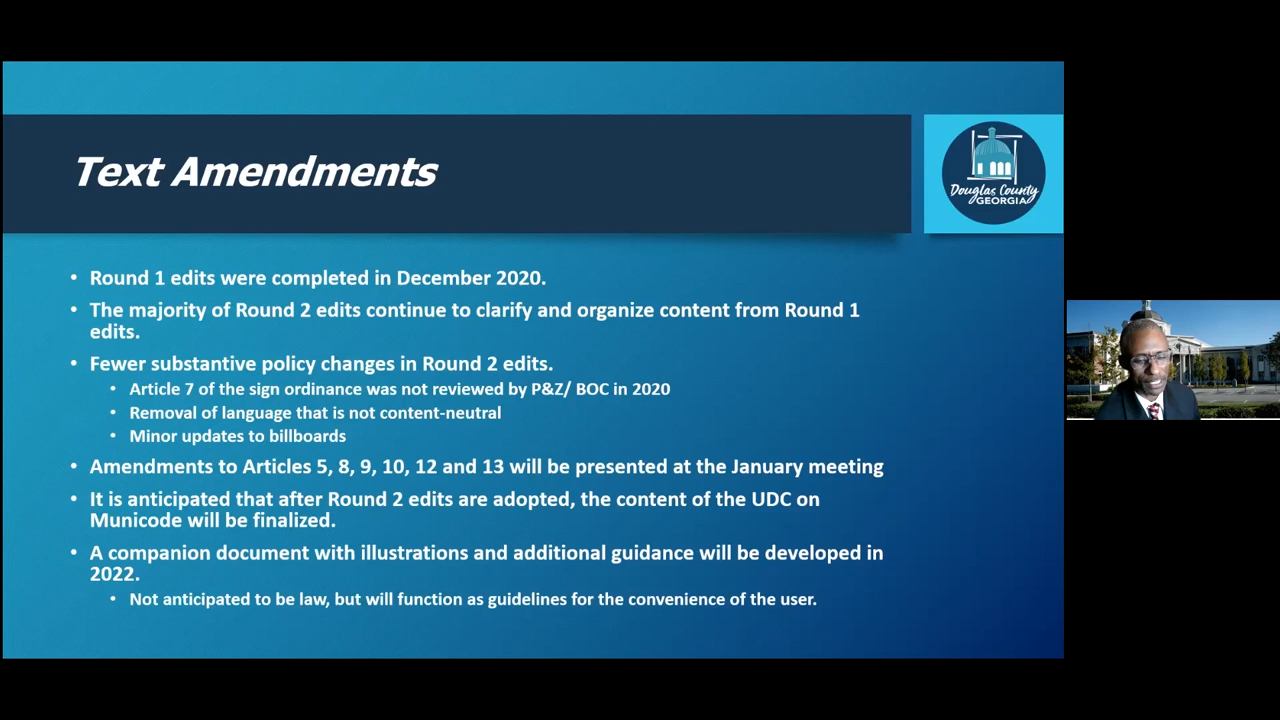 Text Amendments
Douglas County
GEORGIA
• Round 1 edits were completed in December 2020.
• The majority of Round 2 edits continue to clarify and organize content from Round 1
edits.
• Fewer substantive policy changes in Round 2 edits.
• Article 7 of the sign ordinance was not reviewed by P&Z/ BOC in 2020
• Removal of language that is not content-neutral
• Minor updates to billboards
• Amendments to Articles 5, 8, 9, 10, 12 and 13 will be presented at the January meeting
• It is anticipated that after Round 2 edits are adopted, the content of the UDC on
Municode will be finalized.
• A companion document with illustrations and additional guidance will be developed in
2022.
• Not anticipated to be law, but will function as guidelines for the convenience of the user.